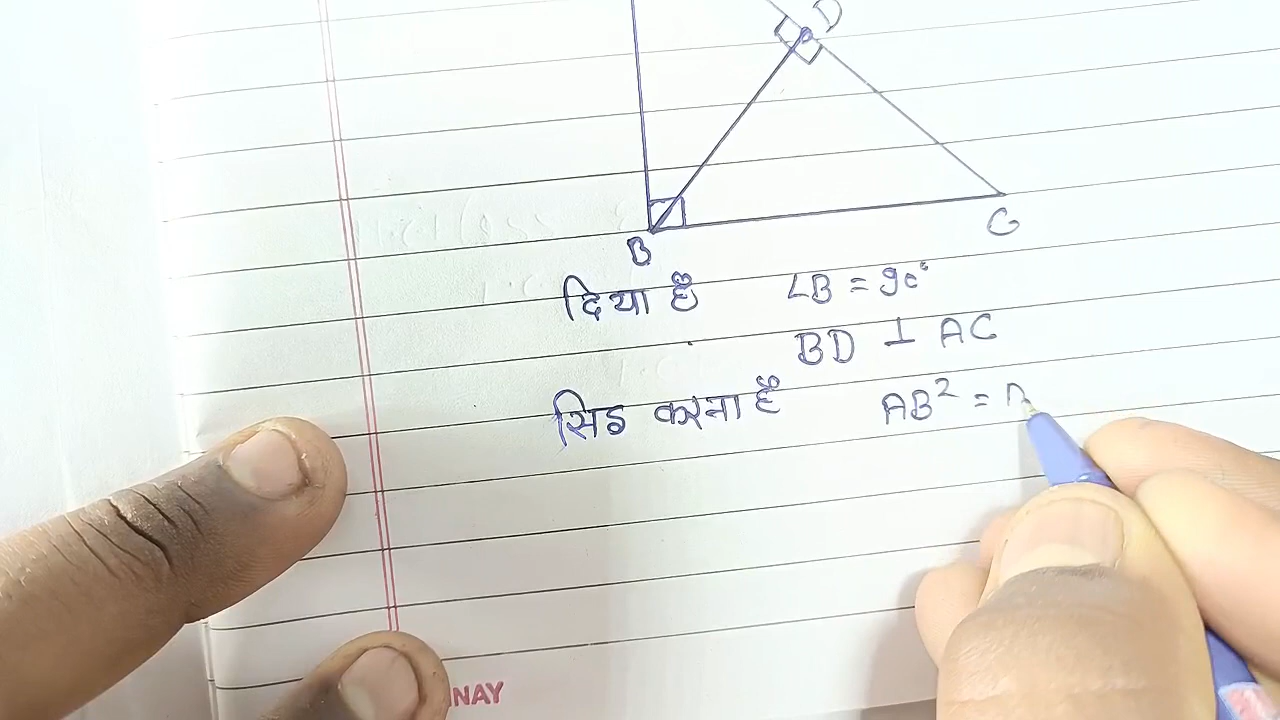 D
B
C
दिया है ∠B = 90°
BD ⊥ AC
सिद्ध करना है AB² =
NAY